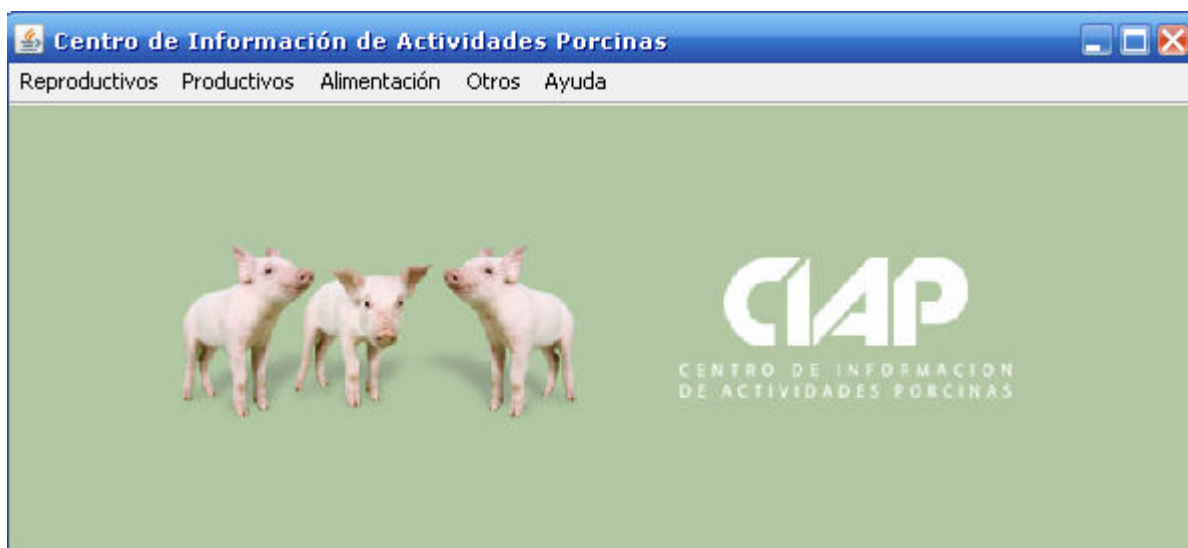 Centro de Información de Actividades Porcinas
Reproductivos Productivos Alimentación Otros Ayuda
CIAP
CENTRO DE INFORMACION
DE ACTIVIDADES PORCINAS